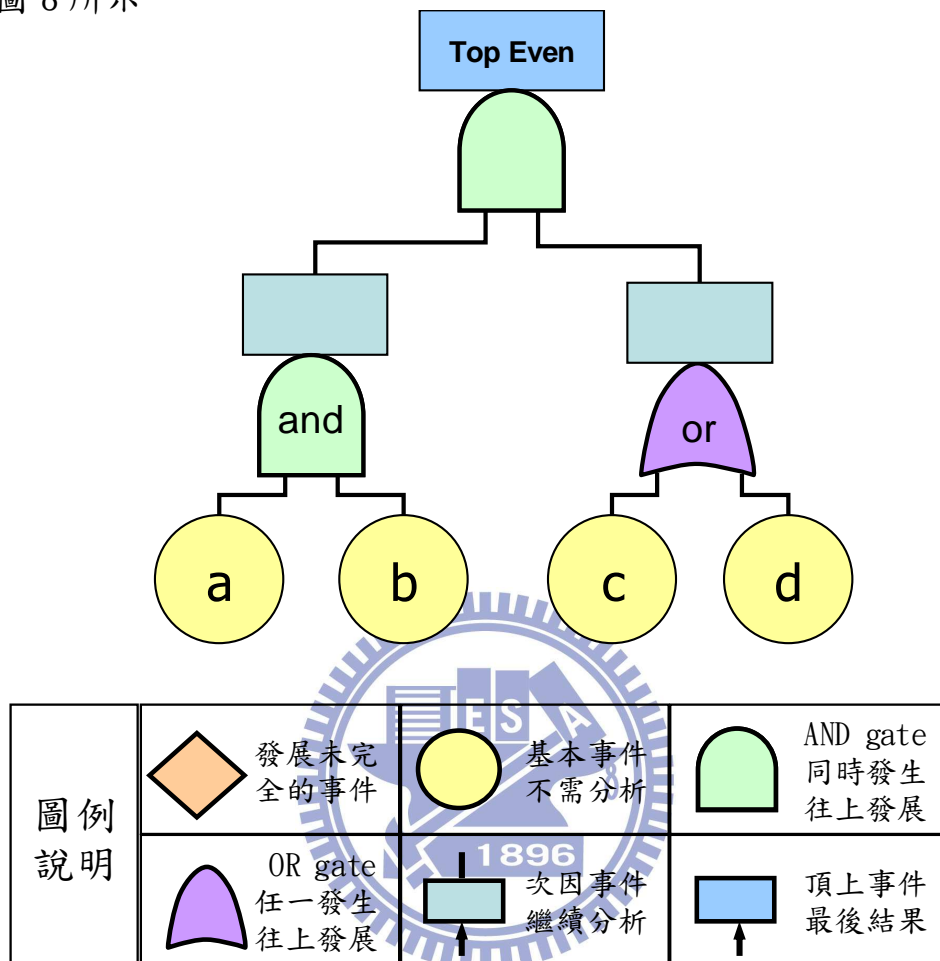 圖 8 所示
Top Even
and
or
a
b
c
d
圖例
說明
發展未完
全的事件
基本事件
不需分析
AND gate
同時發生
往上發展
OR gate
任一發生
往上發展
次因事件
繼續分析
頂上事件
最後結果
ES
A
1896